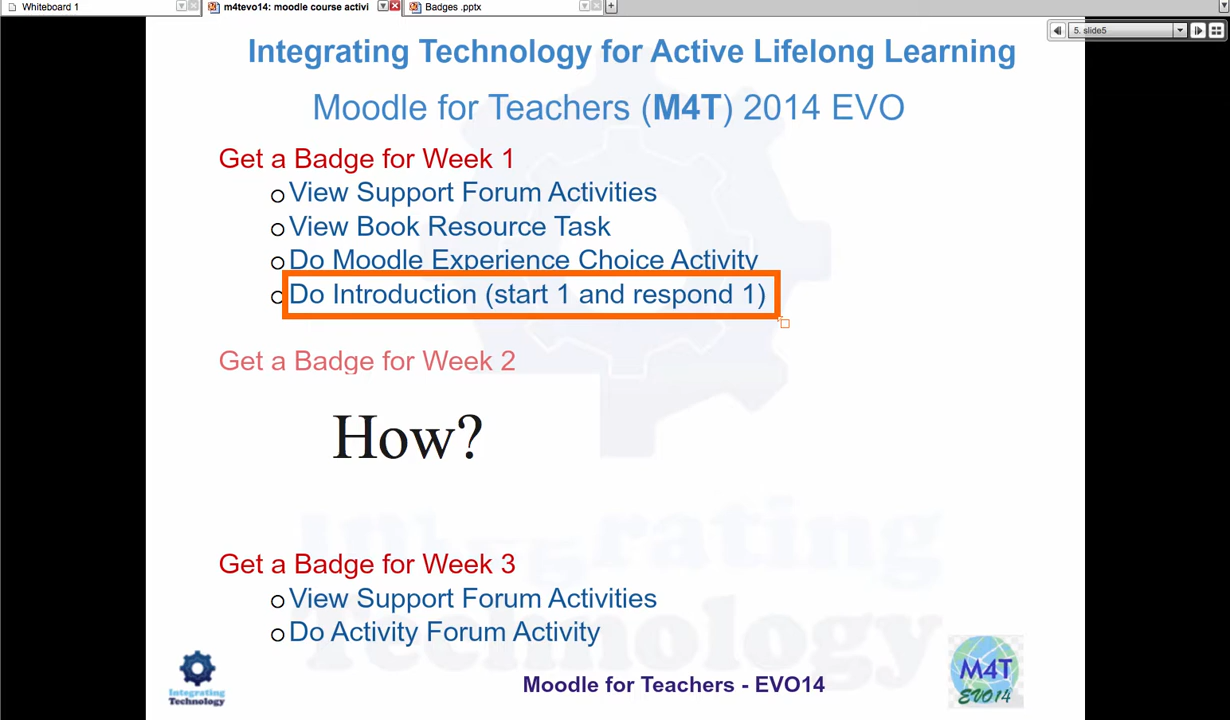 Whiteboard 1
m4tevo14: moodle course activi
Badges .pptx
5. slide5
Integrating Technology for Active Lifelong Learning
Moodle for Teachers (M4T) 2014 EVO
Get a Badge for Week 1
View Support Forum Activities
View Book Resource Task
Do Moodle Experience Choice Activity
Do Introduction (start 1 and respond 1)
Get a Badge for Week 2
How?
Get a Badge for Week 3
View Support Forum Activities
Do Activity Forum Activity
Integrating
Technology
Moodle for Teachers - EVO14
M4T
EVO14
Integrating
Technology